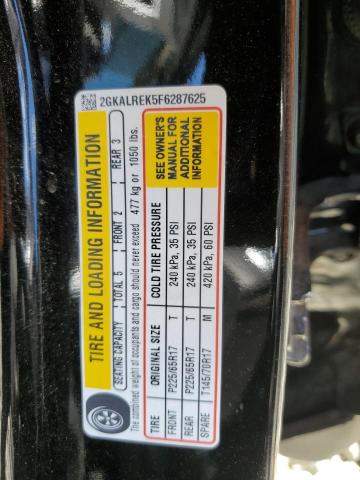 2GKALREK5F6287625
TIRE AND LOADING INFORMATION
SEATING CAPACITY TOTAL 5 FRONT 2 REAR 3
The combined weight of occupants and cargo should never exceed 477 kg or 1050 lbs.
TIRE ORIGINAL SIZE COLD TIRE PRESSURE
FRONT P225/65R17 T 240 kPa, 35 PSI
REAR P225/65R17 T 240 kPa, 35 PSI
SPARE T145/70R17 M 420 kPa, 60 PSI
SEE OWNER'S
MANUAL FOR
ADDITIONAL
INFORMATION